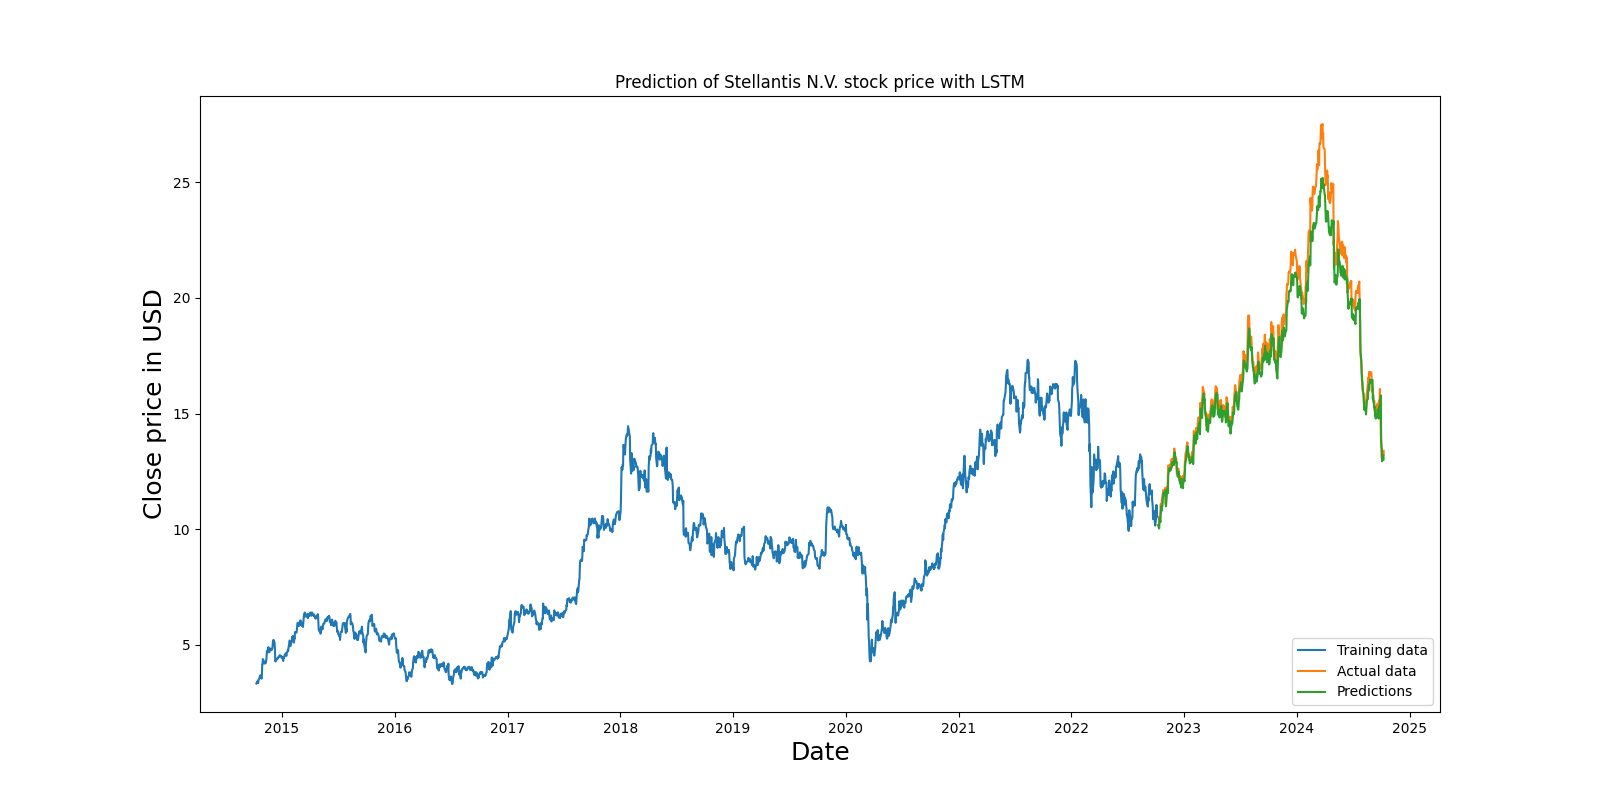 Prediction of Stellantis N.V. stock price with LSTM
Close price in USD
25
20
15
10
5
2015 2016 2017 2018 2019 2020 2021 2022 2023 2024 2025
Date
Training data
Actual data
Predictions